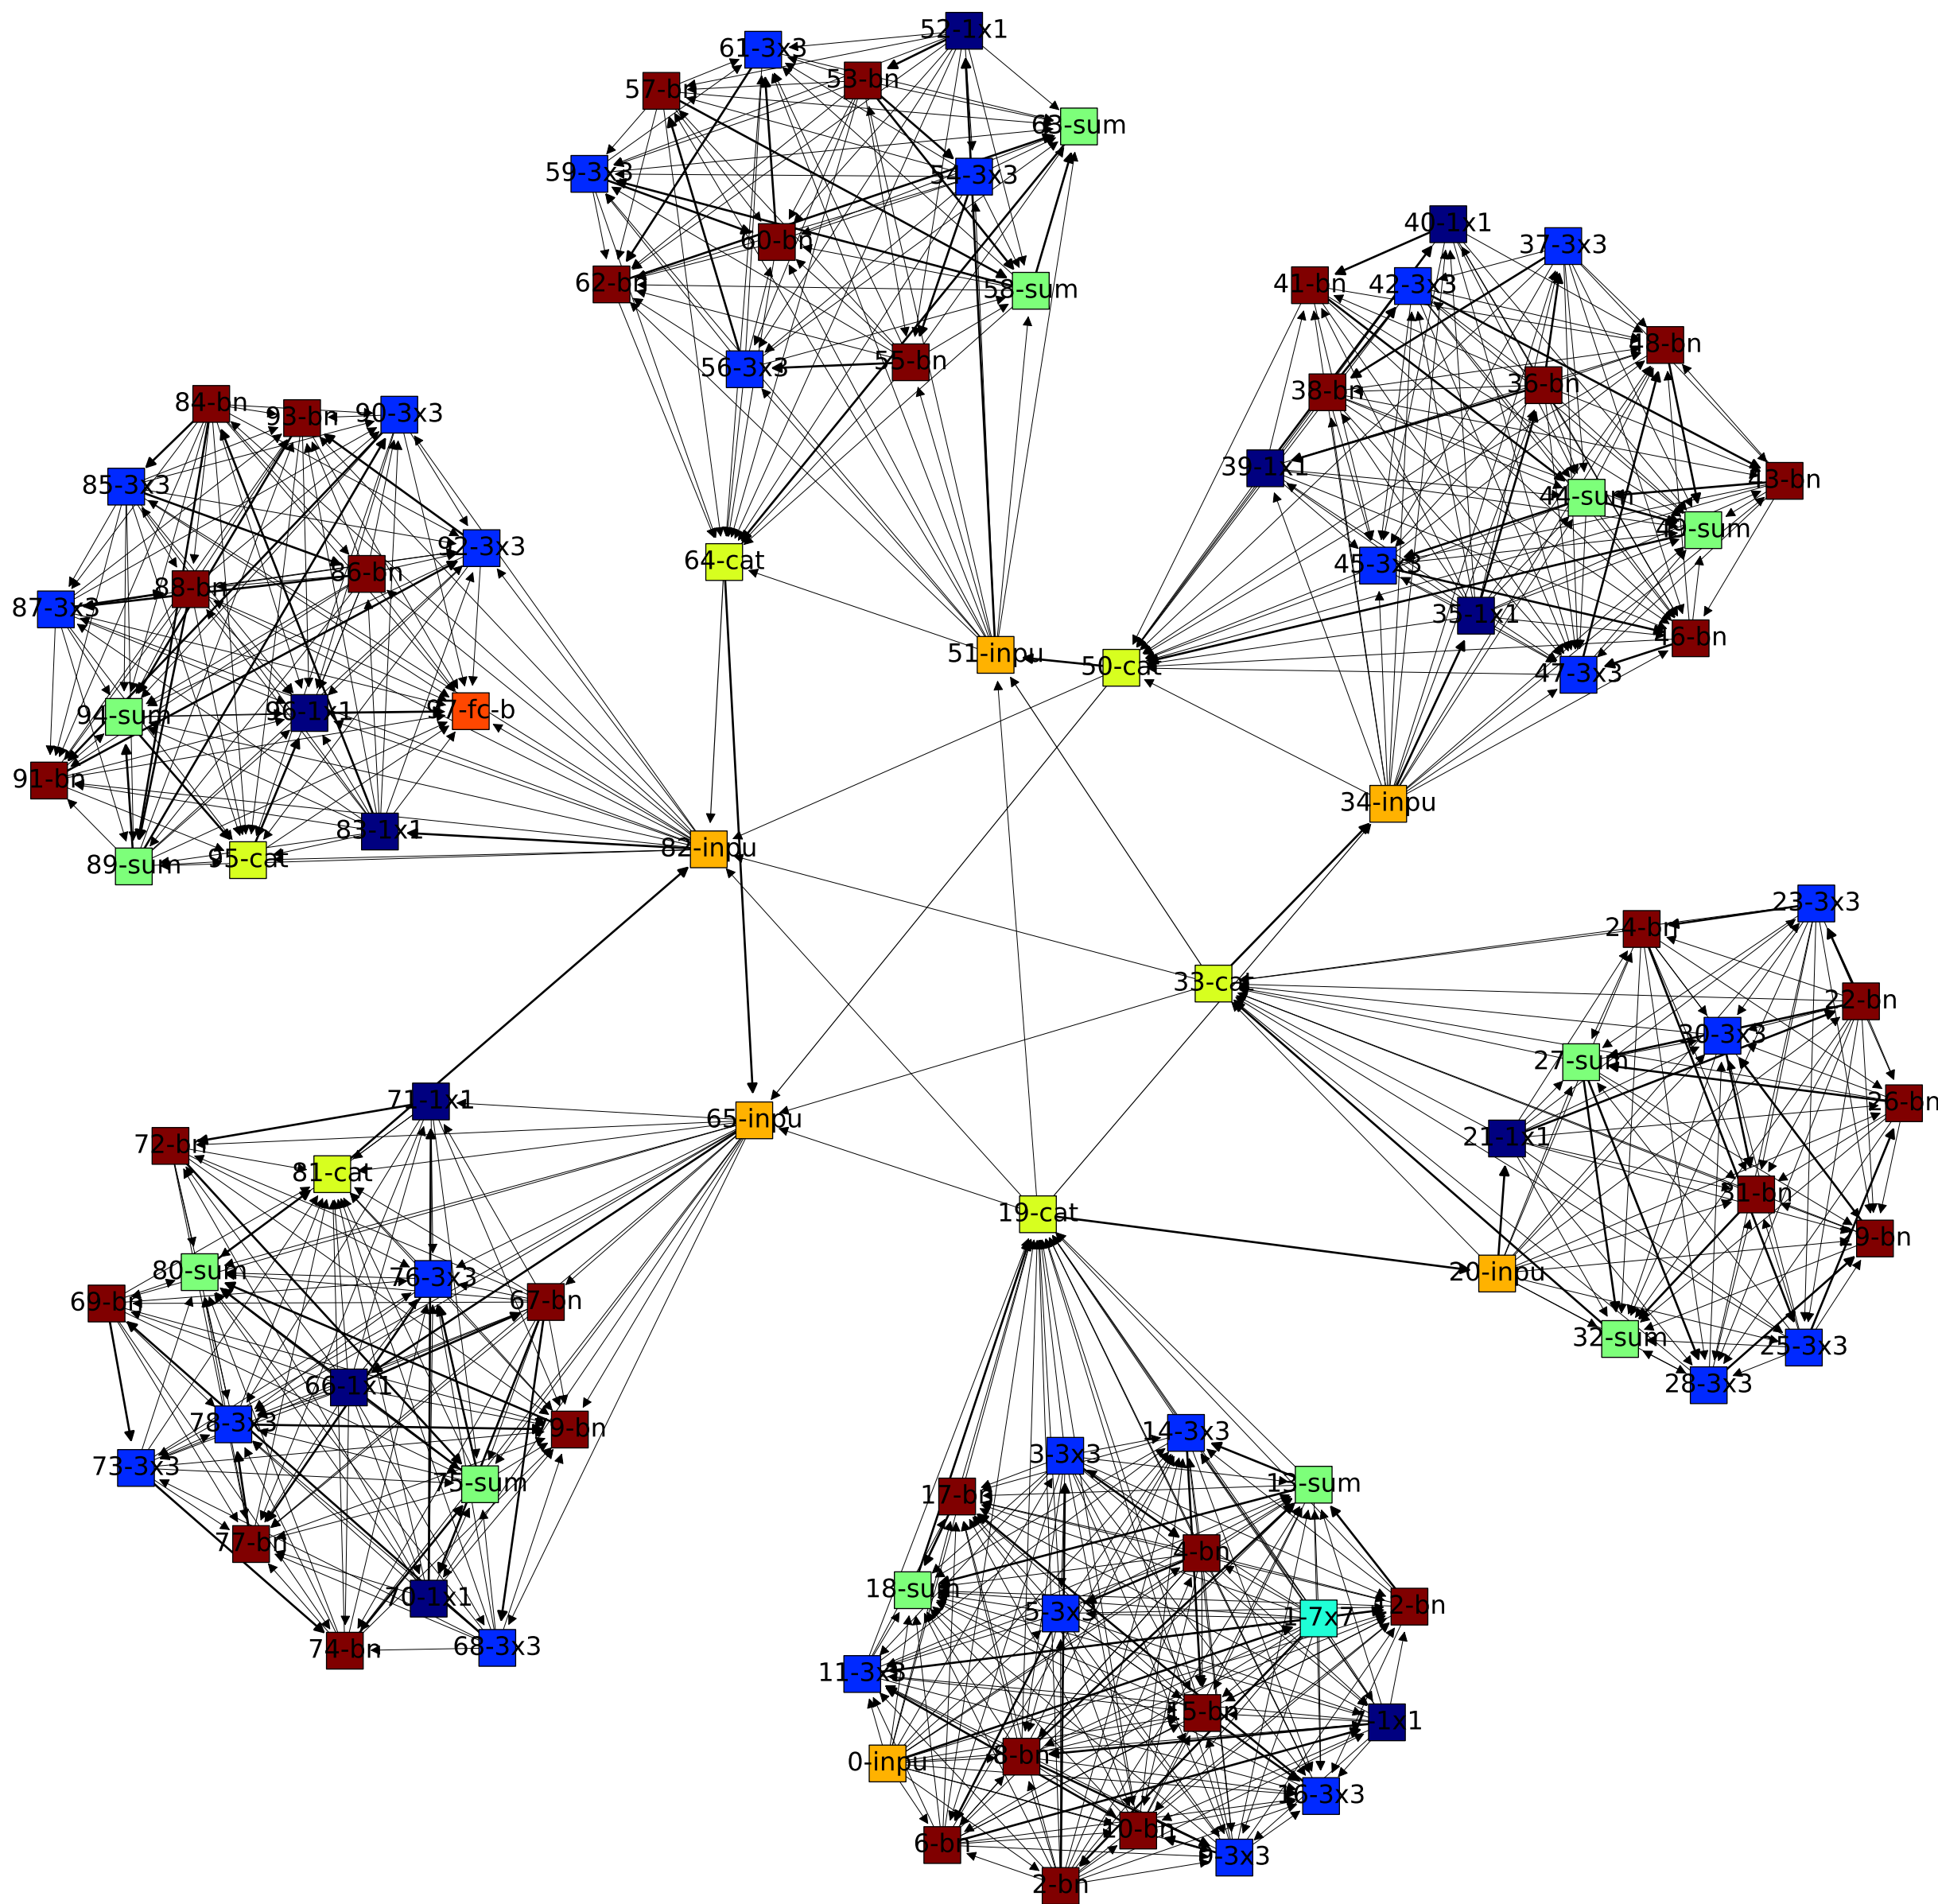 52-1x1
61-3x3
53-bn
57-bn
63-sum
59-3x3
54-3x3
60-bn
62-bn
58-sum
56-3x3
55-bn
64-cat
40-1x1
37-3x3
41-bn
42-3x3
48-bn
38-bn
36-bn
39-1x1
43-bn
44-sum
49-sum
45-3x3
35-1x1
46-bn
47-3x3
51-inpu
50-cat
34-inpu
84-bn
93-bn
90-3x3
85-3x3
92-3x3
86-bn
88-bn
87-3x3
94-sum
96-1x1
97-fc-b
91-bn
83-1x1
89-sum
95-cat
82-inpu
33-cat
23-3x3
24-bn
22-bn
30-3x3
27-sum
26-bn
21-1x1
31-bn
29-bn
20-inpu
32-sum
25-3x3
28-3x3
71-1x1
65-inpu
72-bn
81-cat
19-cat
80-sum
76-3x3
69-bn
67-bn
66-1x1
78-3x3
79-bn
73-3x3
75-sum
77-bn
70-1x1
74-bn
68-3x3
14-3x3
3-3x3
13-sum
17-bn
4-bn
18-sum
5-3x3
1-7x7
12-bn
11-3x3
15-bn
7-1x1
8-bn
0-inpu
16-3x3
6-bn
10-bn
9-3x3
2-bn